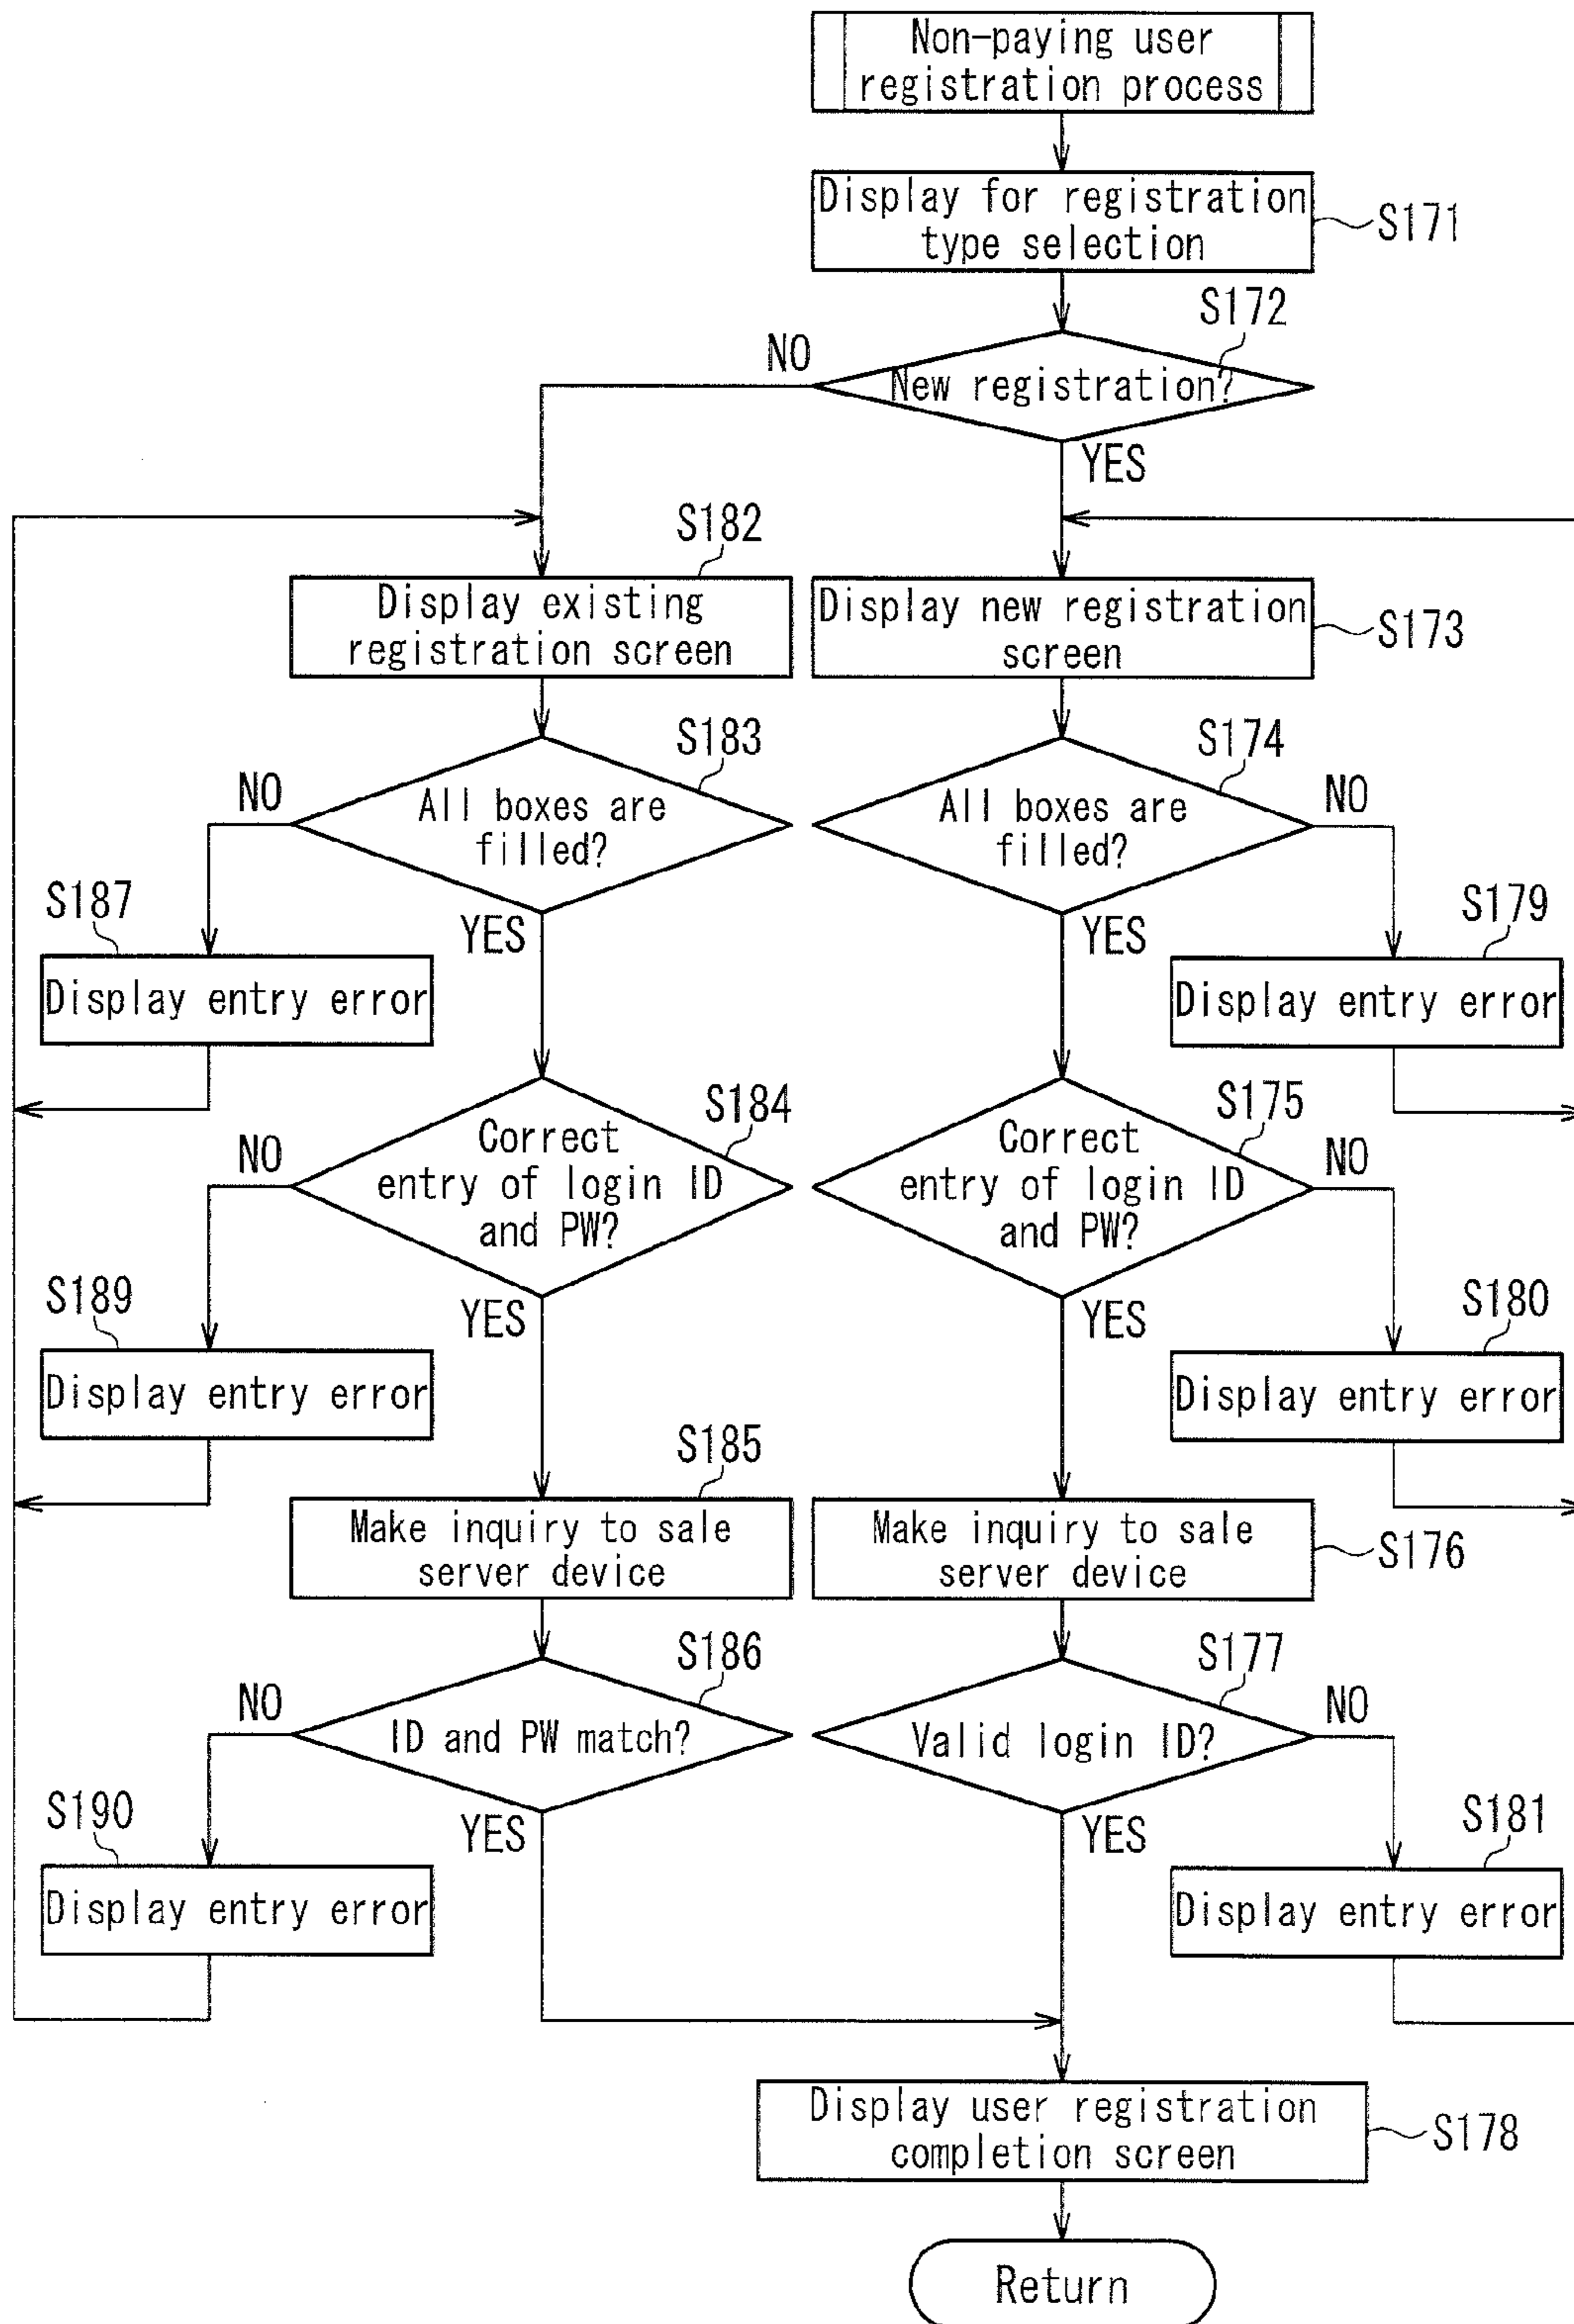 Non-paying user
registration process
Display for registration
type selection
S171
S172
NO
New registration?
YES
S182
Display existing
registration screen
Display new registration
screen
S173
S183
S174
NO
All boxes are
filled?
All boxes are
filled?
NO
S187
YES
YES
S179
Display entry error
Display entry error
S184
S175
NO
Correct
entry of login ID
and PW?
Correct
entry of login ID
and PW?
NO
S189
YES
YES
S180
Display entry error
Display entry error
S185
Make inquiry to sale
server device
Make inquiry to sale
server device
S176
S186
S177
NO
ID and PW match?
Valid login ID?
NO
S190
YES
YES
S181
Display entry error
Display entry error
Display user registration
completion screen
S178
Return